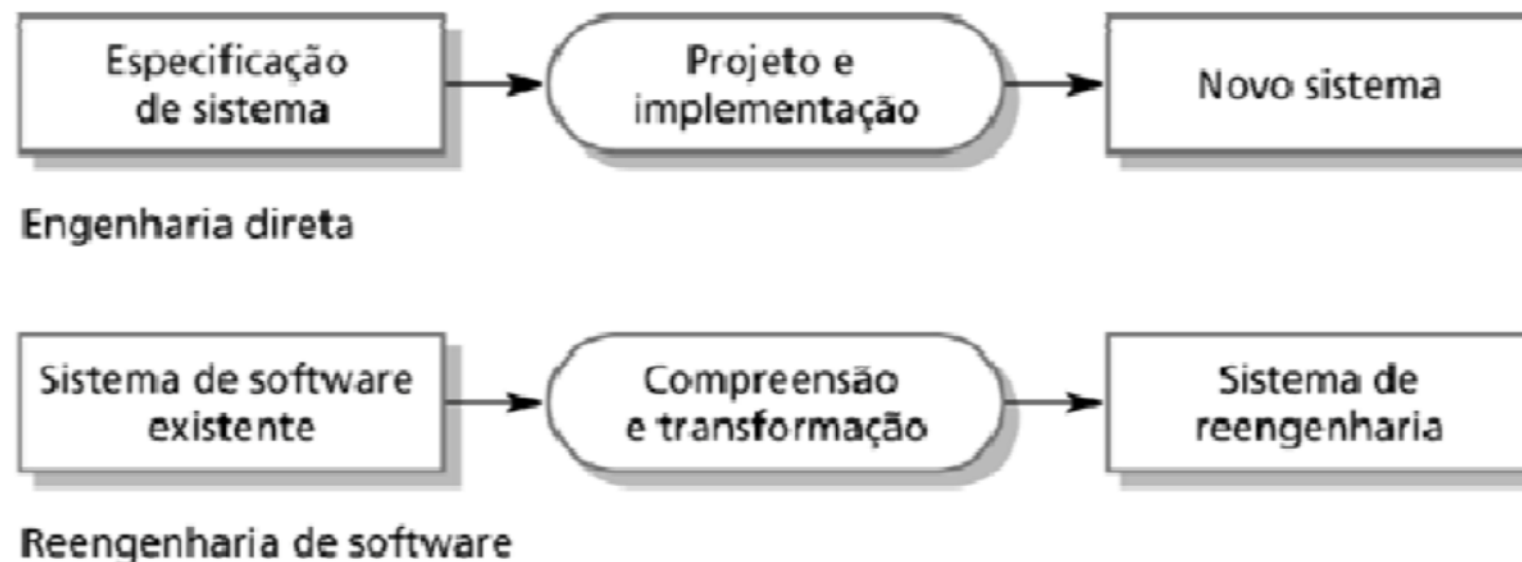 Especificação
de sistema
Projeto e
implementação
Novo sistema
Engenharia direta
Sistema de software
existente
Compreensão
e transformação
Sistema de
reengenharia
Reengenharia de software